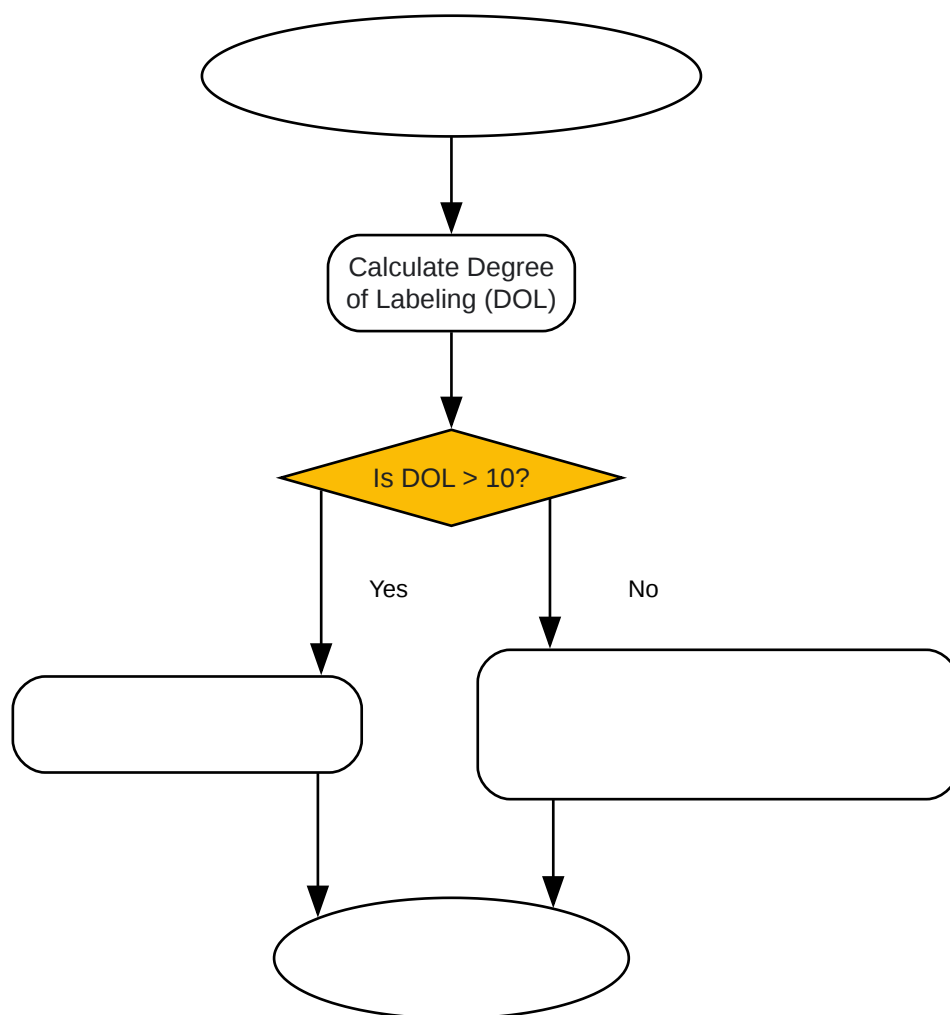 Calculate Degree
of Labeling (DOL)
Is DOL > 10?
Yes
No